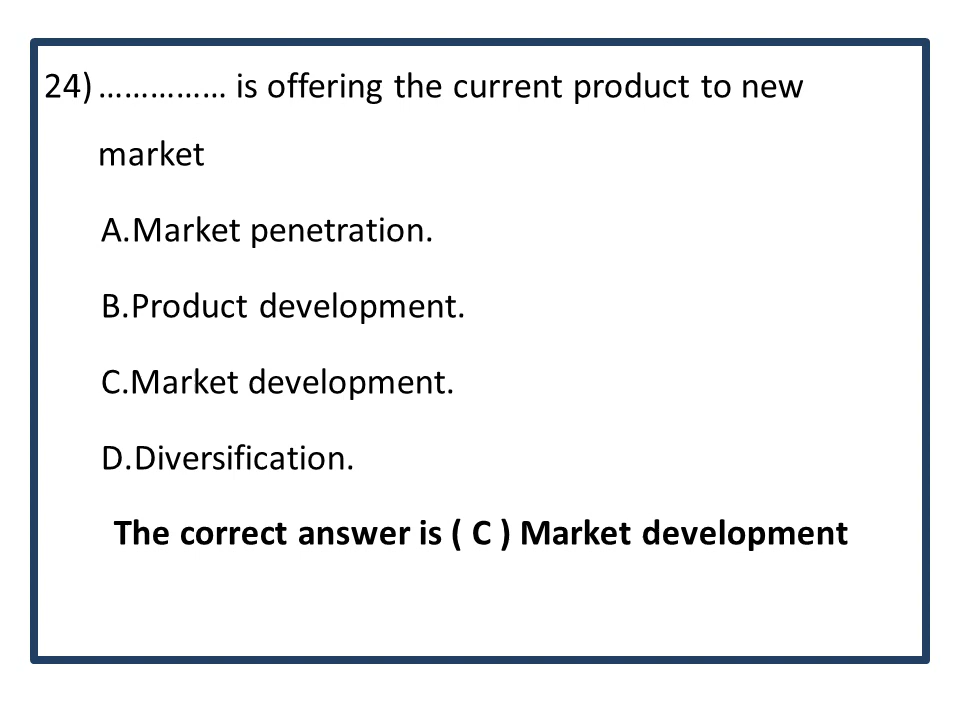 24) …………… is offering the current product to new
market
A.Market penetration.
B.Product development.
C.Market development.
D.Diversification.
The correct answer is ( C ) Market development